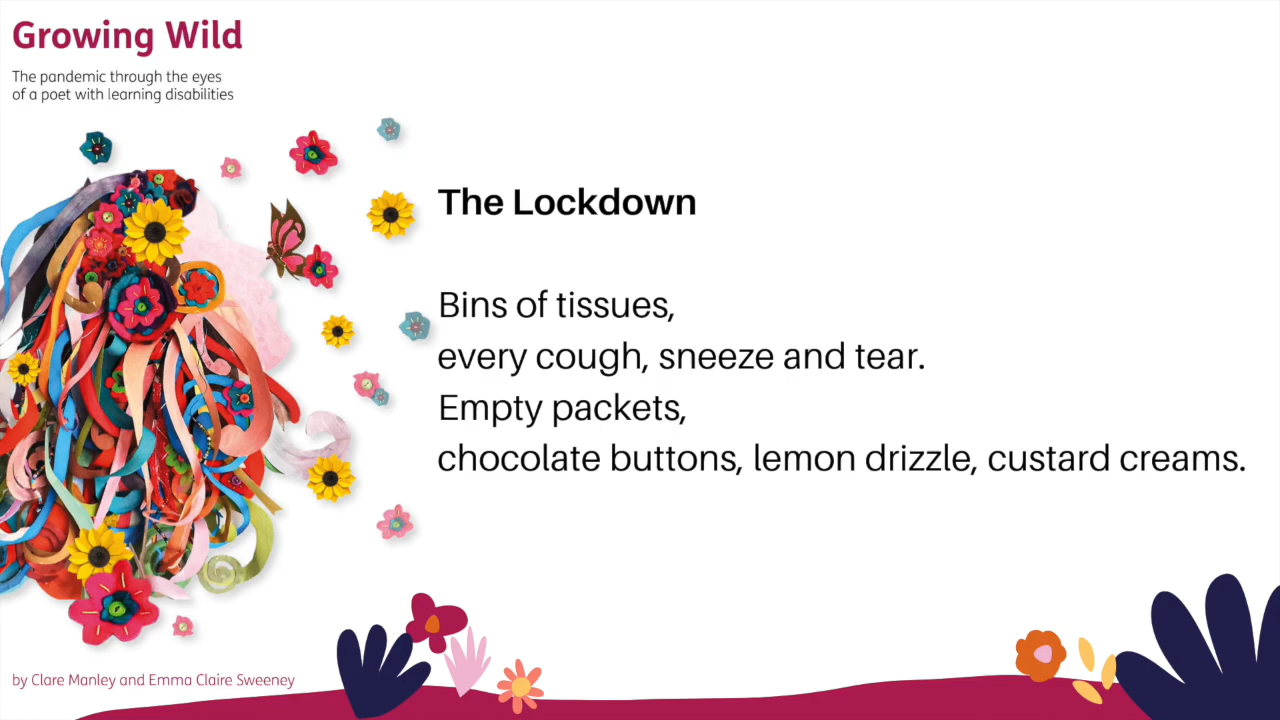 Growing Wild
The pandemic through the eyes
of a poet with learning disabilities
The Lockdown
Bins of tissues,
every cough, sneeze and tear.
Empty packets,
chocolate buttons, lemon drizzle, custard creams.
by Clare Manley and Emma Claire Sweeney